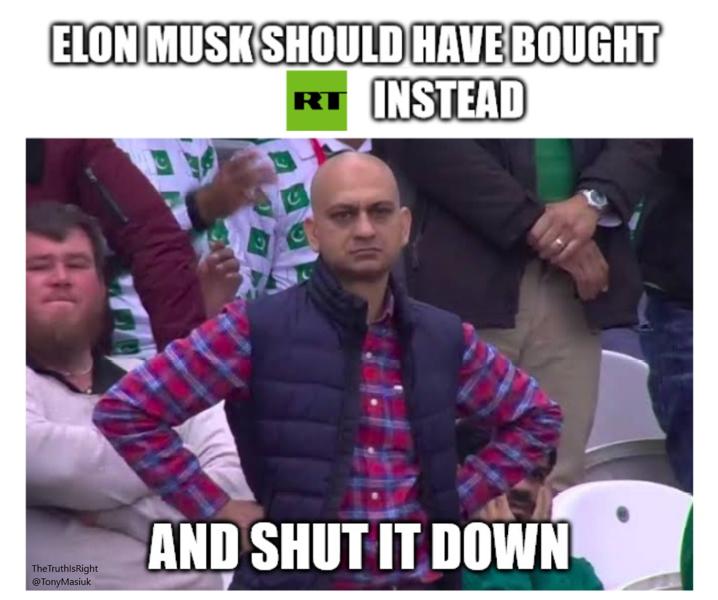 ELON MUSK SHOULD HAVE BOUGHT
RT INSTEAD
AND SHUT IT DOWN
TheTruthIsRight
@TonyMasiuk